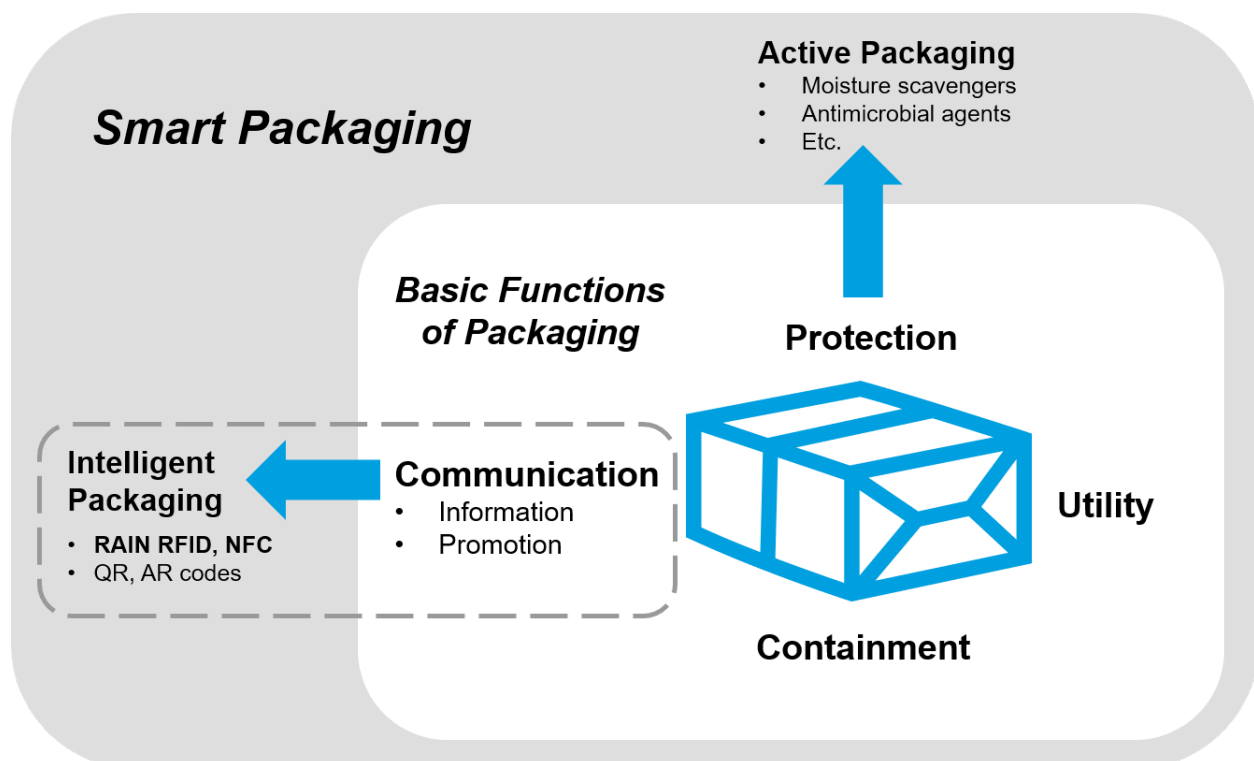 Smart Packaging
Active Packaging
• Moisture scavengers
• Antimicrobial agents
• Etc.
Basic Functions
of Packaging
Protection
Intelligent
Packaging
• RAIN RFID, NFC
• QR, AR codes
Communication
• Information
• Promotion
Utility
Containment